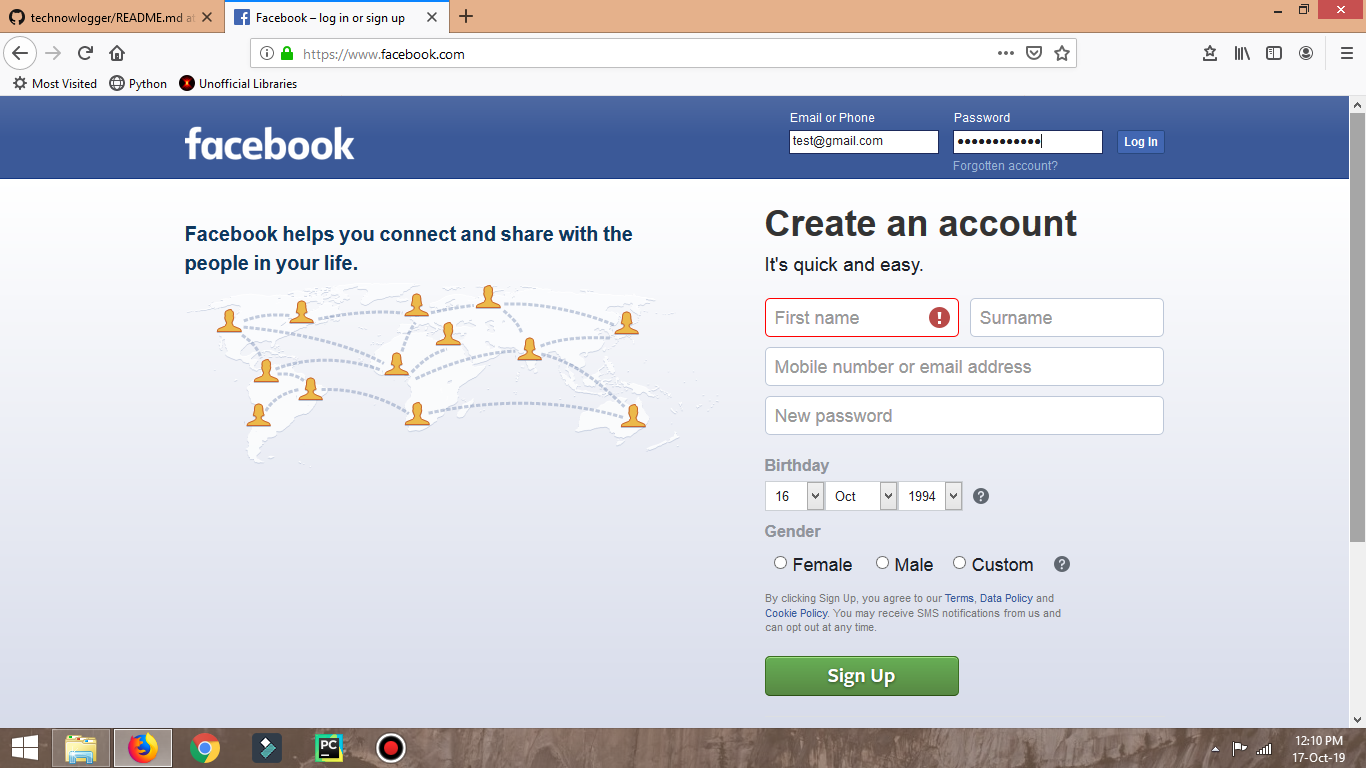 technowlogger/README.md at
Facebook – log in or sign up
https://www.facebook.com
Most Visited
Python
Unofficial Libraries
facebook
Email or Phone
Password
test@gmail.com
Log In
Forgotten account?
Facebook helps you connect and share with the
people in your life.
Create an account
It's quick and easy.
First name
Surname
Mobile number or email address
New password
Birthday
16
Oct
1994
Gender
Female
Male
Custom
By clicking Sign Up, you agree to our Terms, Data Policy and
Cookie Policy. You may receive SMS notifications from us and
can opt out at any time.
Sign Up
PC
12:10 PM
17-Oct-19